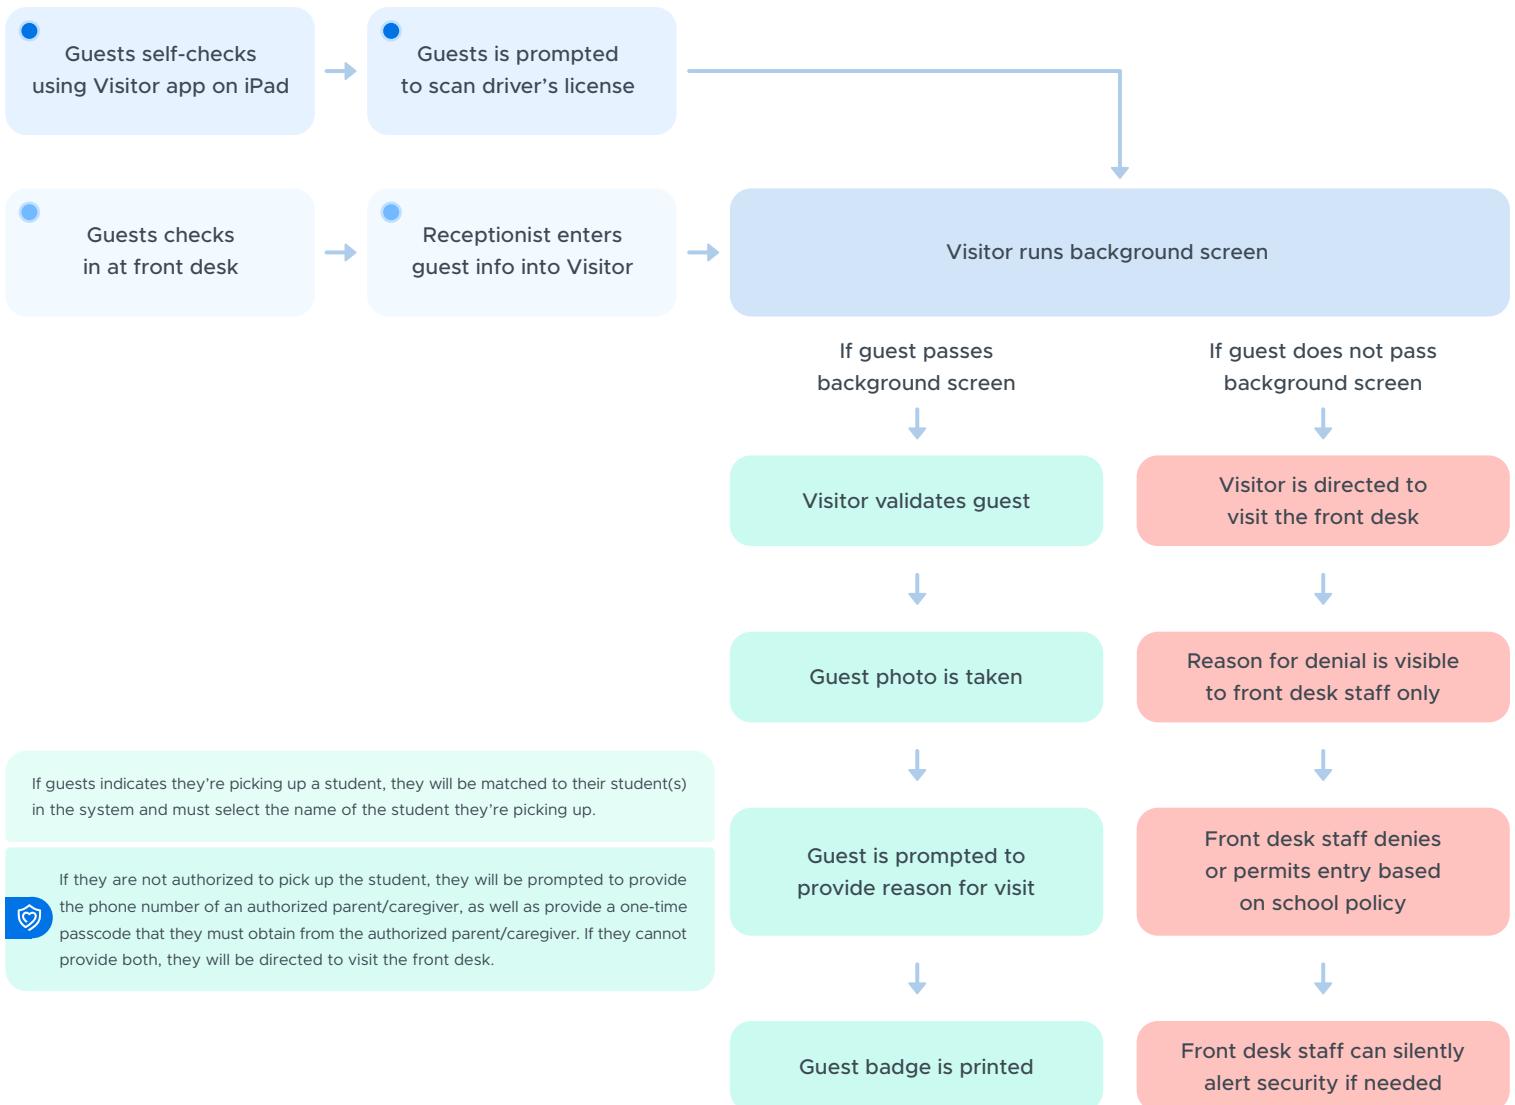 Guests self-checks
using Visitor app on iPad
Guests is prompted
to scan driver’s license
Guests checks
in at front desk
Receptionist enters
guest info into Visitor
Visitor runs background screen
If guest passes
background screen
If guest does not pass
background screen
Visitor validates guest
Visitor is directed to
visit the front desk
Guest photo is taken
Reason for denial is visible
to front desk staff only
If guests indicates they’re picking up a student, they will be matched to their student(s)
in the system and must select the name of the student they’re picking up.
If they are not authorized to pick up the student, they will be prompted to provide
the phone number of an authorized parent/caregiver, as well as provide a one-time
passcode that they must obtain from the authorized parent/caregiver. If they cannot
provide both, they will be directed to visit the front desk.
Guest is prompted to
provide reason for visit
Front desk staff denies
or permits entry based
on school policy
Guest badge is printed
Front desk staff can silently
alert security if needed